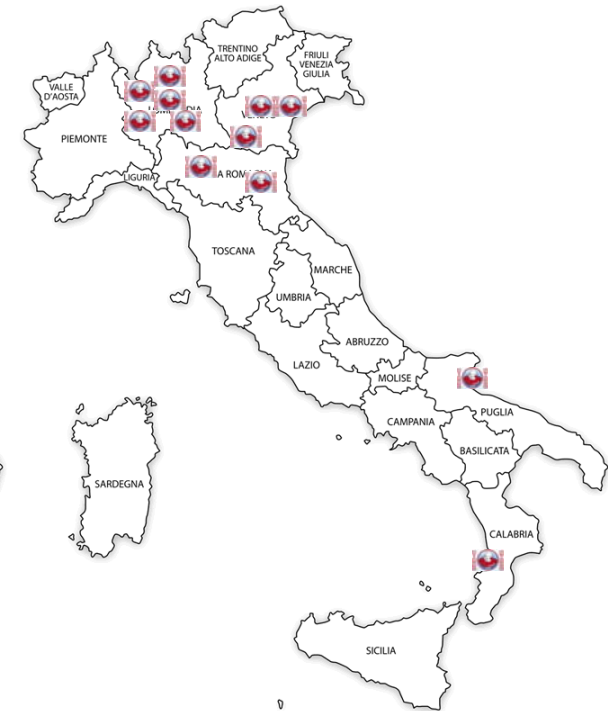 TRENTINO
ALTO ADIGE
FRIULI
VENEZIA
GIULIA
VALLE
D'AOSTA
PIEMONTE
LIGURIA
TOSCANA
MARCHE
UMBRIA
ABRUZZO
LAZIO
MOLISE
PUGLIA
CAMPANIA
BASILICATA
SARDEGNA
CALABRIA
SICILIA